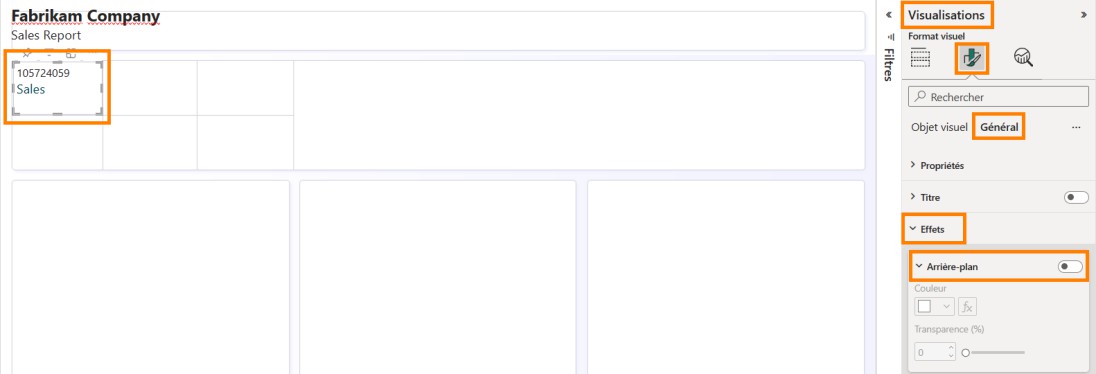 Fabrikam Company
Sales Report
105724059
Sales
Filtres
Visualisations
Format visuel
Rechercher
Objet visuel Général
Propriétés
Titre
Effets
Arrière-plan
Couleur
fx
Transparence (%)
0